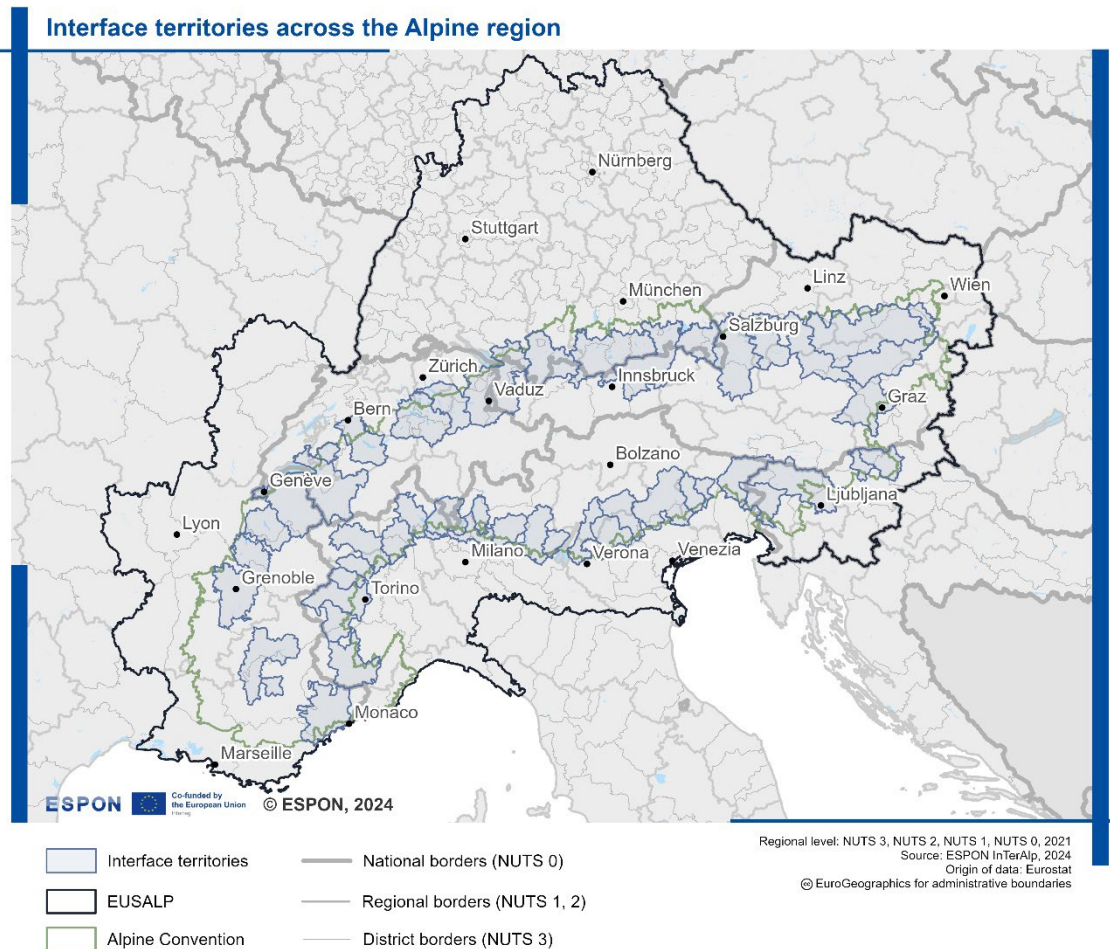 Interface territories across the Alpine region
Nürnberg
Stuttgart
Linz
Wien
München
Salzburg
Zürich
Innsbruck
Vaduz
Bern
Graz
Bolzano
Genève
Ljubljana
Lyon
Milano
Verona
Venezia
Grenoble
Torino
Monaco
Marseille
ESPON
Co-funded by
the European Union
Interreg
© ESPON, 2024
Regional level: NUTS 3, NUTS 2, NUTS 1, NUTS 0, 2021
Source: ESPON InTerAlp, 2024
Origin of data: Eurostat
㏄ EuroGeographics for administrative boundaries
Interface territories
National borders (NUTS 0)
EUSALP
Regional borders (NUTS 1, 2)
Alpine Convention
District borders (NUTS 3)